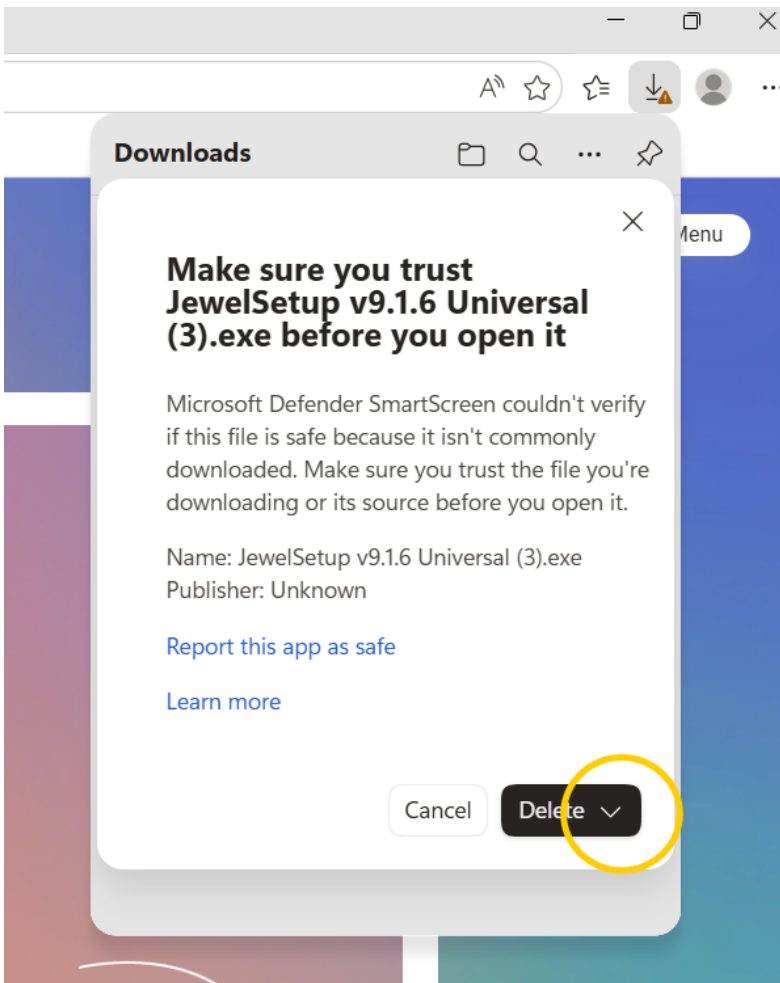 Downloads
Menu
Make sure you trust
JewelSetup v9.1.6 Universal
(3).exe before you open it
Microsoft Defender SmartScreen couldn't verify
if this file is safe because it isn't commonly
downloaded. Make sure you trust the file you're
downloading or its source before you open it.
Name: JewelSetup v9.1.6 Universal (3).exe
Publisher: Unknown
Report this app as safe
Learn more
Cancel Delete